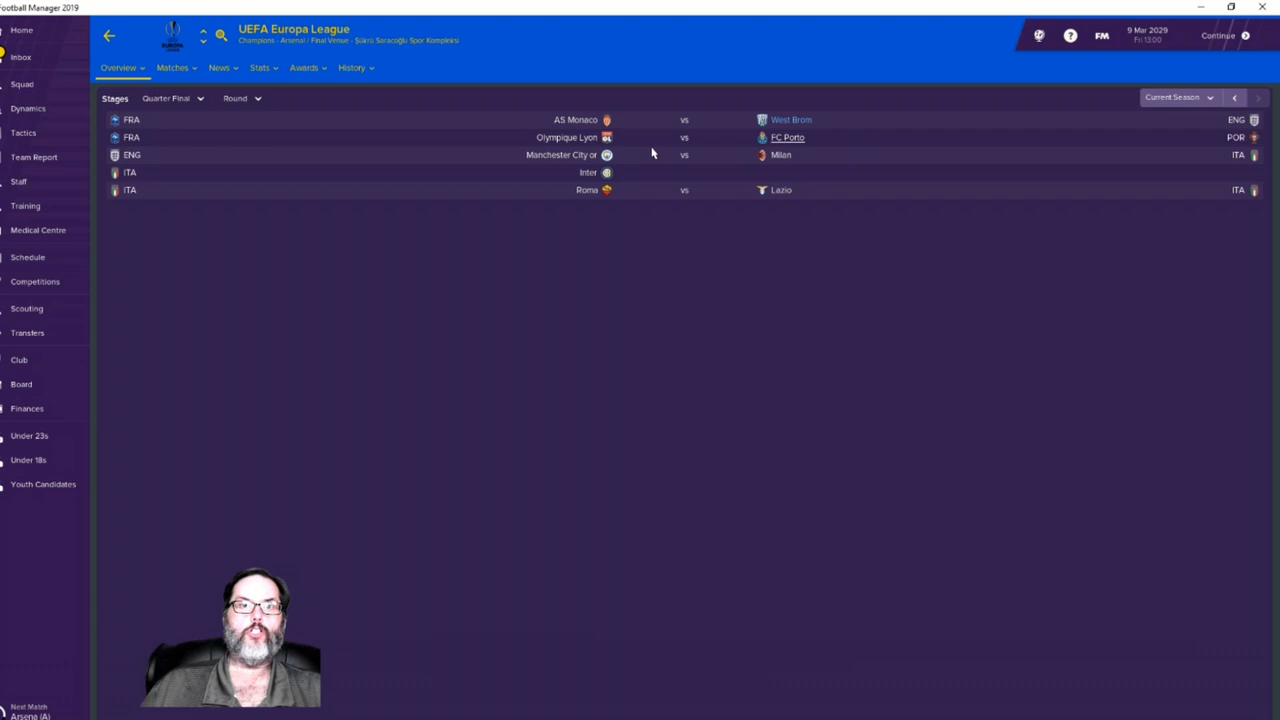 Football Manager 2019
Home
UEFA Europa League
Champions - Arsenal / Final Venue - Şükrü Saracoğlu Spor Kompleksi
FM
9 Mar 2029
Fri 13:00
Continue
Inbox
Overview Matches News Stats Awards History
Squad
Stages Quarter Final Round Current Season
Dynamics
FRA AS Monaco vs West Brom ENG
Tactics
FRA Olympique Lyon vs FC Porto POR
Team Report
ENG Manchester City or vs Milan ITA
ITA Inter
Staff
ITA Roma vs Lazio ITA
Training
Medical Centre
Schedule
Competitions
Scouting
Transfers
Club
Board
Finances
Under 23s
Under 18s
Youth Candidates
Next Match
Arsena (A)